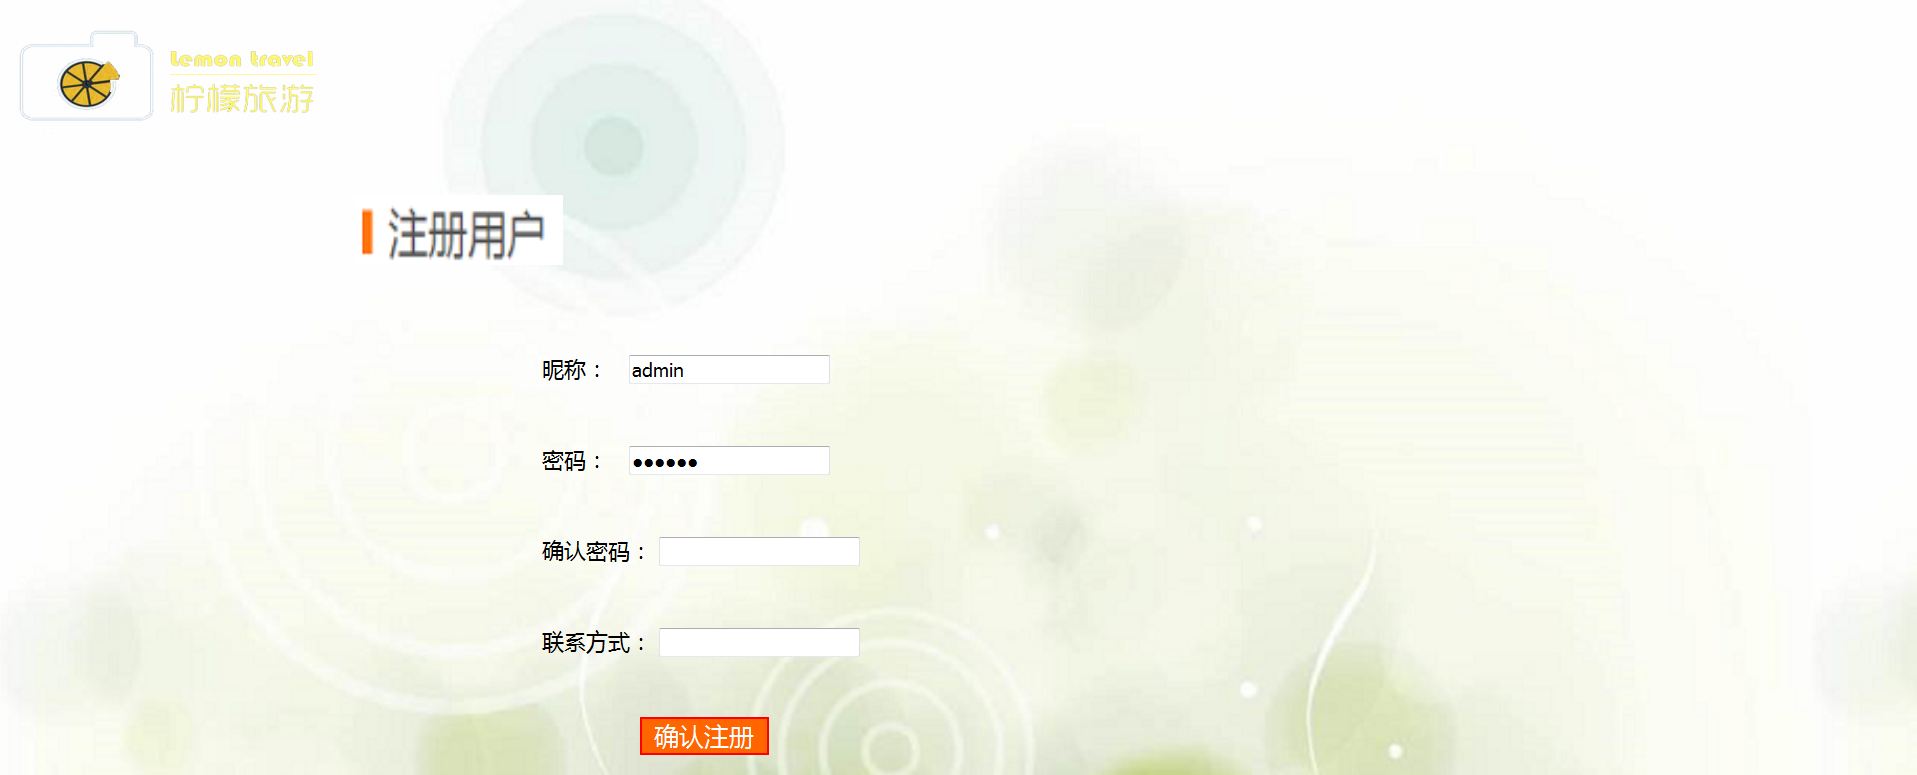 Lemon travel
柠檬旅游
注册用户
昵称： admin
密码： ●●●●●●
确认密码：
联系方式：
确认注册